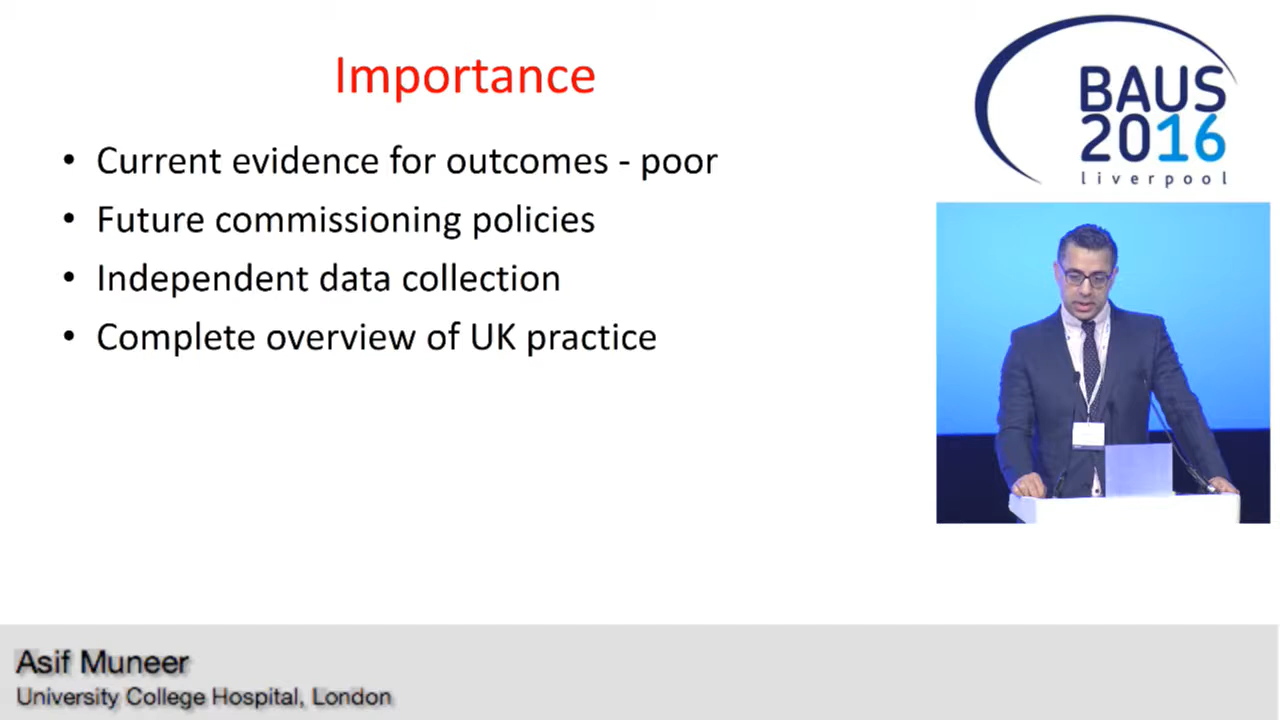 Importance
• Current evidence for outcomes - poor
• Future commissioning policies
• Independent data collection
• Complete overview of UK practice
BAUS
2016
liverpool
Asif Muneer
University College Hospital, London